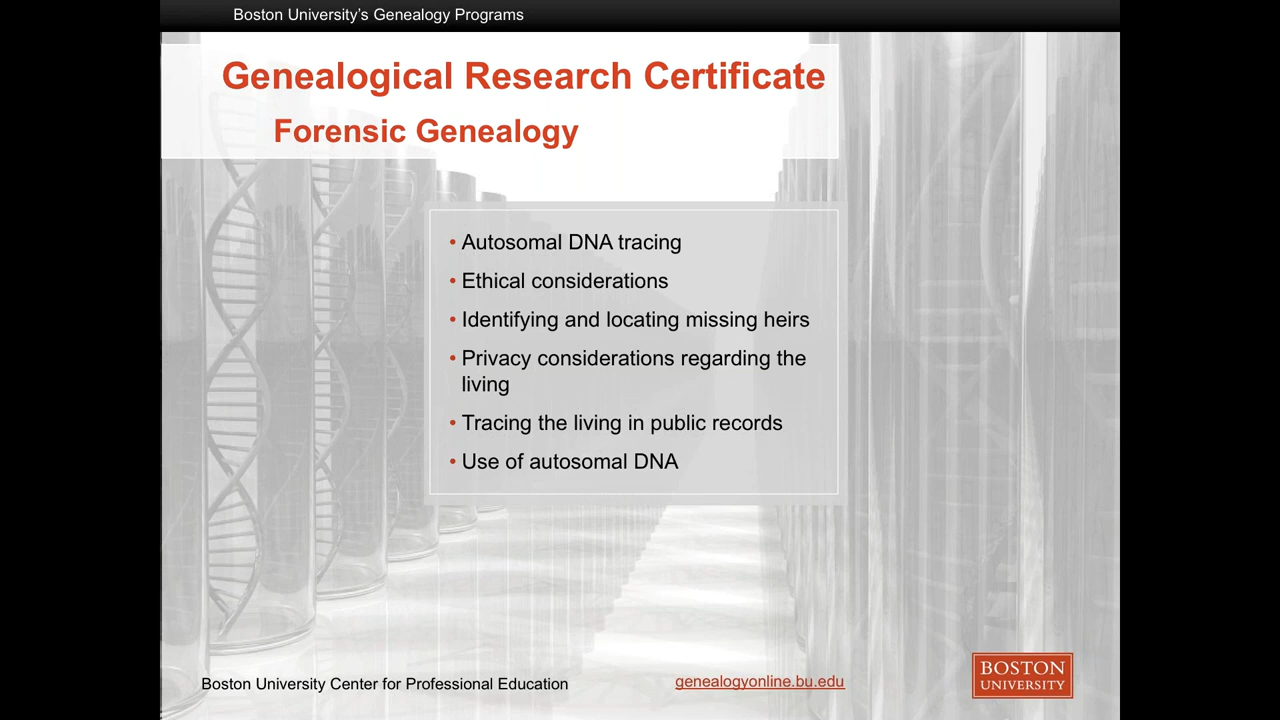 Boston University’s Genealogy Programs
Genealogical Research Certificate
Forensic Genealogy
• Autosomal DNA tracing
• Ethical considerations
• Identifying and locating missing heirs
• Privacy considerations regarding the
living
• Tracing the living in public records
• Use of autosomal DNA
Boston University Center for Professional Education
genealogyonline.bu.edu
BOSTON
UNIVERSITY